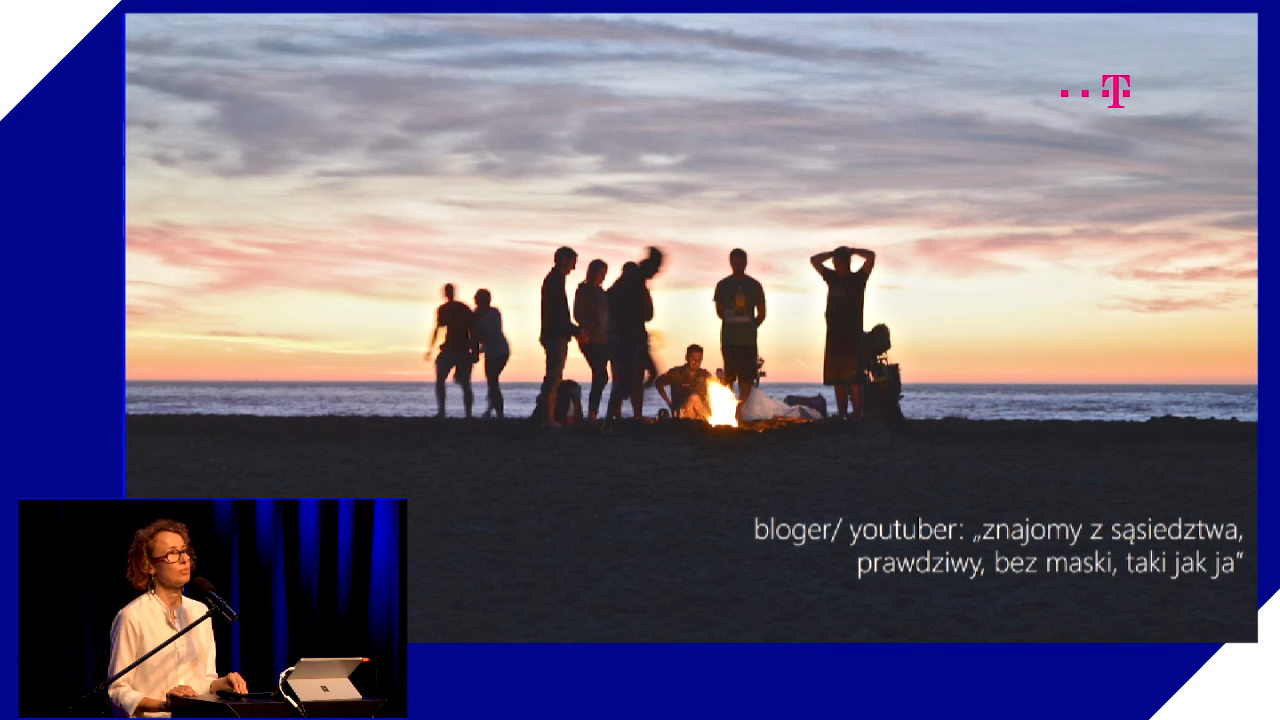 T
bloger/ youtuber: „znajomy z sąsiedztwa,
prawdziwy, bez maski, taki jak ja”